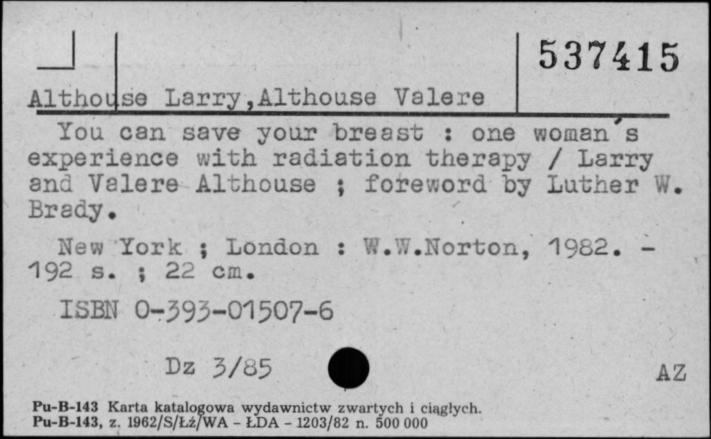 537415
Althouse Larry,Althouse Valere
You can save your breast : one woman's
experience with radiation therapy / Larry
and Valere Althouse ; foreword by Luther W.
Brady.
New York ; London : W.W.Norton, 1982. -
192 s. ; 22 cm.
ISBN 0-393-01507-6
Dz 3/85
AZ
Pu-B-143 Karta katalogowa wydawnictw zwartych i ciągłych.
Pu-B-143, z. 1962/S/Łż/WA - ŁDA - 1203/82 n. 500 000